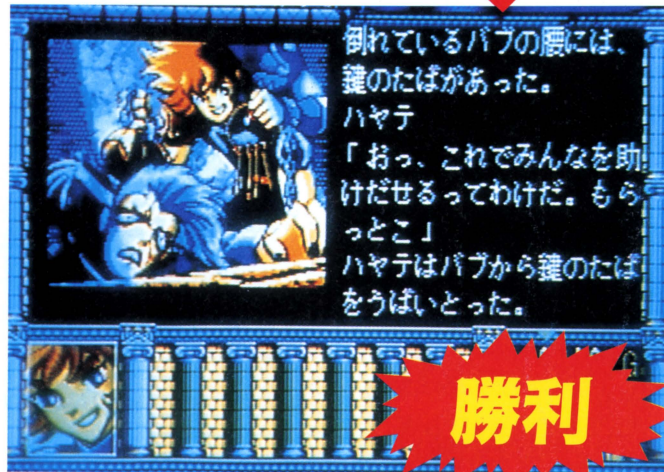 倒れているバブの腰には、
鍵のたばがあった。
ハヤテ
「おっ、これでみんなを助
けだせるってわけだ。もら
っとこ」
ハヤテはバブから鍵のたば
をうばいとった。
勝利